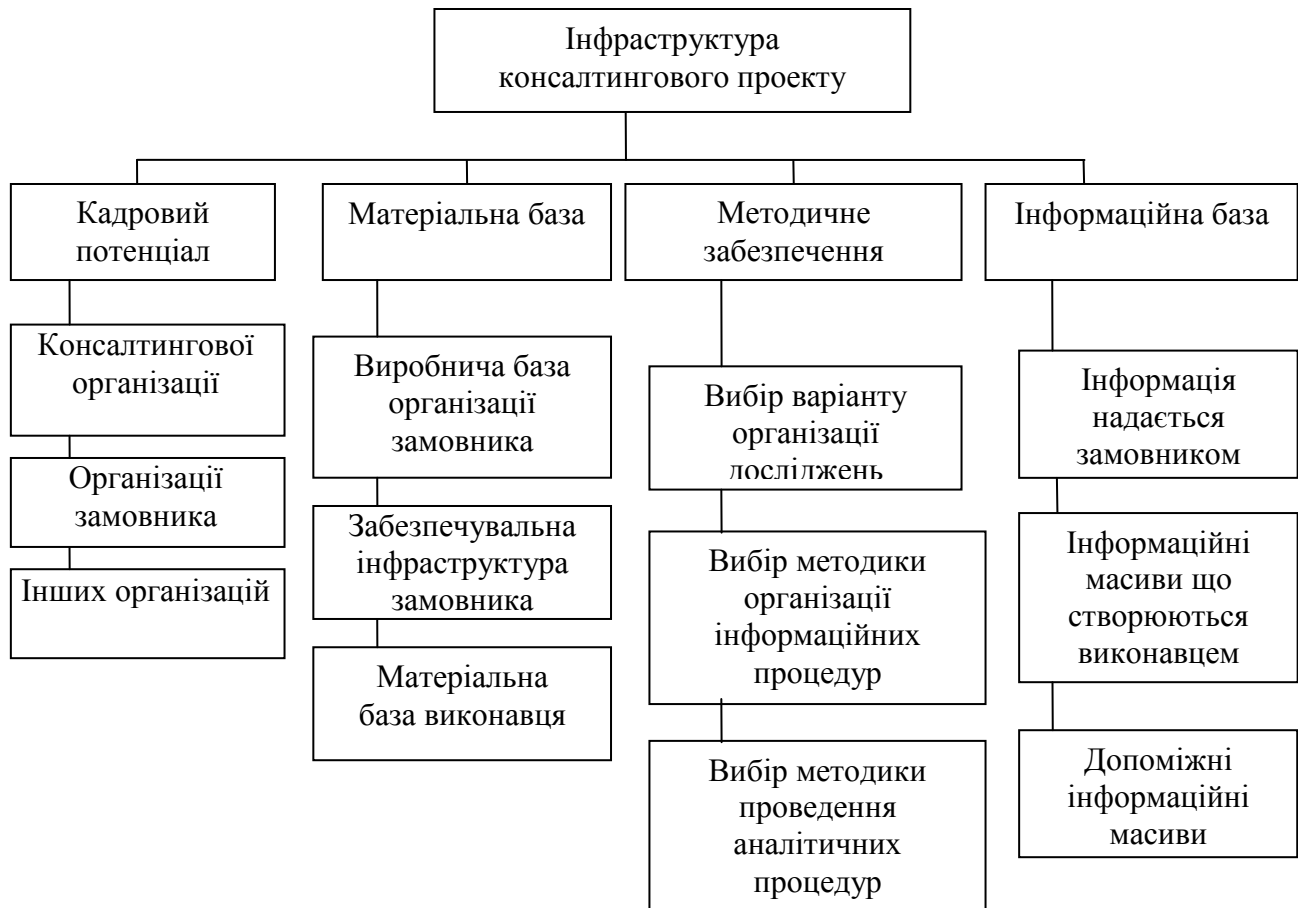 Інфраструктура
консалтингового проекту
Кадровий
потенціал
Матеріальна база
Методичне
забезпечення
Інформаційна база
Консалтингової
організації
Організації
замовника
Інших організацій
Виробнича база
організації
замовника
Забезпечувальна
інфраструктура
замовника
Матеріальна
база виконавця
Вибір варіанту
організації
досліджень
Вибір методики
організації
інформаційних
процедур
Вибір методики
проведення
аналітичних
процедур
Інформація
надається
замовником
Інформаційні
масиви що
створюються
виконавцем
Допоміжні
інформаційні
масиви